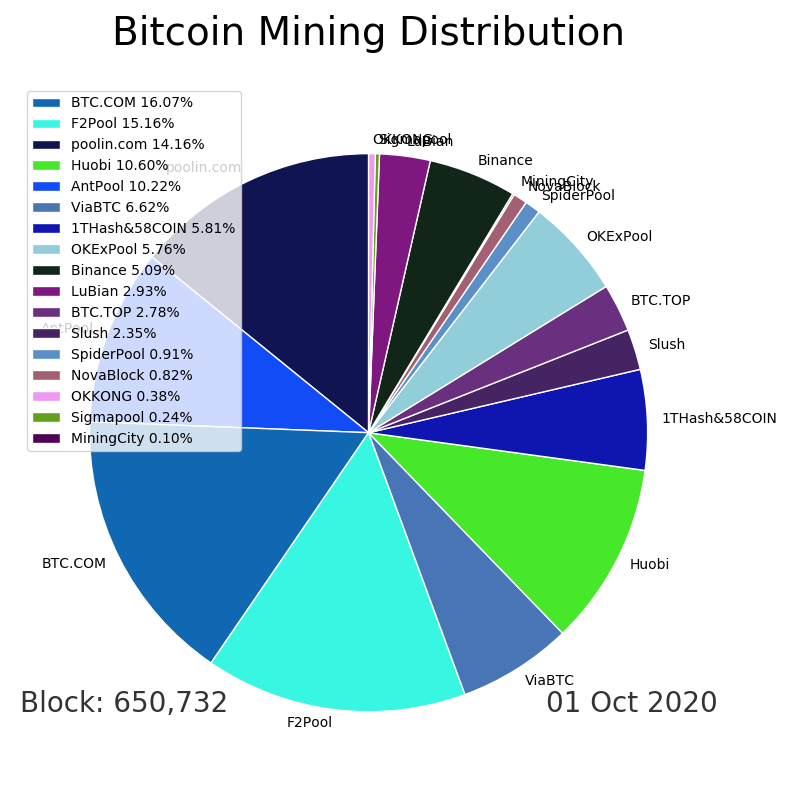 Bitcoin Mining Distribution
BTC.COM 16.07%
F2Pool 15.16%
poolin.com 14.16%
Huobi 10.60%
AntPool 10.22%
ViaBTC 6.62%
1THash&58COIN 5.81%
OKExPool 5.76%
Binance 5.09%
LuBian 2.93%
BTC.TOP 2.78%
Slush 2.35%
SpiderPool 0.91%
NovaBlock 0.82%
OKKONG 0.38%
Sigmapool 0.24%
MiningCity 0.10%
OKKONG
Sigmapool
LuBian
Binance
MiningCity
NovaBlock
SpiderPool
OKExPool
BTC.TOP
Slush
1THash&58COIN
Huobi
ViaBTC
F2Pool
BTC.COM
AntPool
poolin.com
Block: 650,732
01 Oct 2020